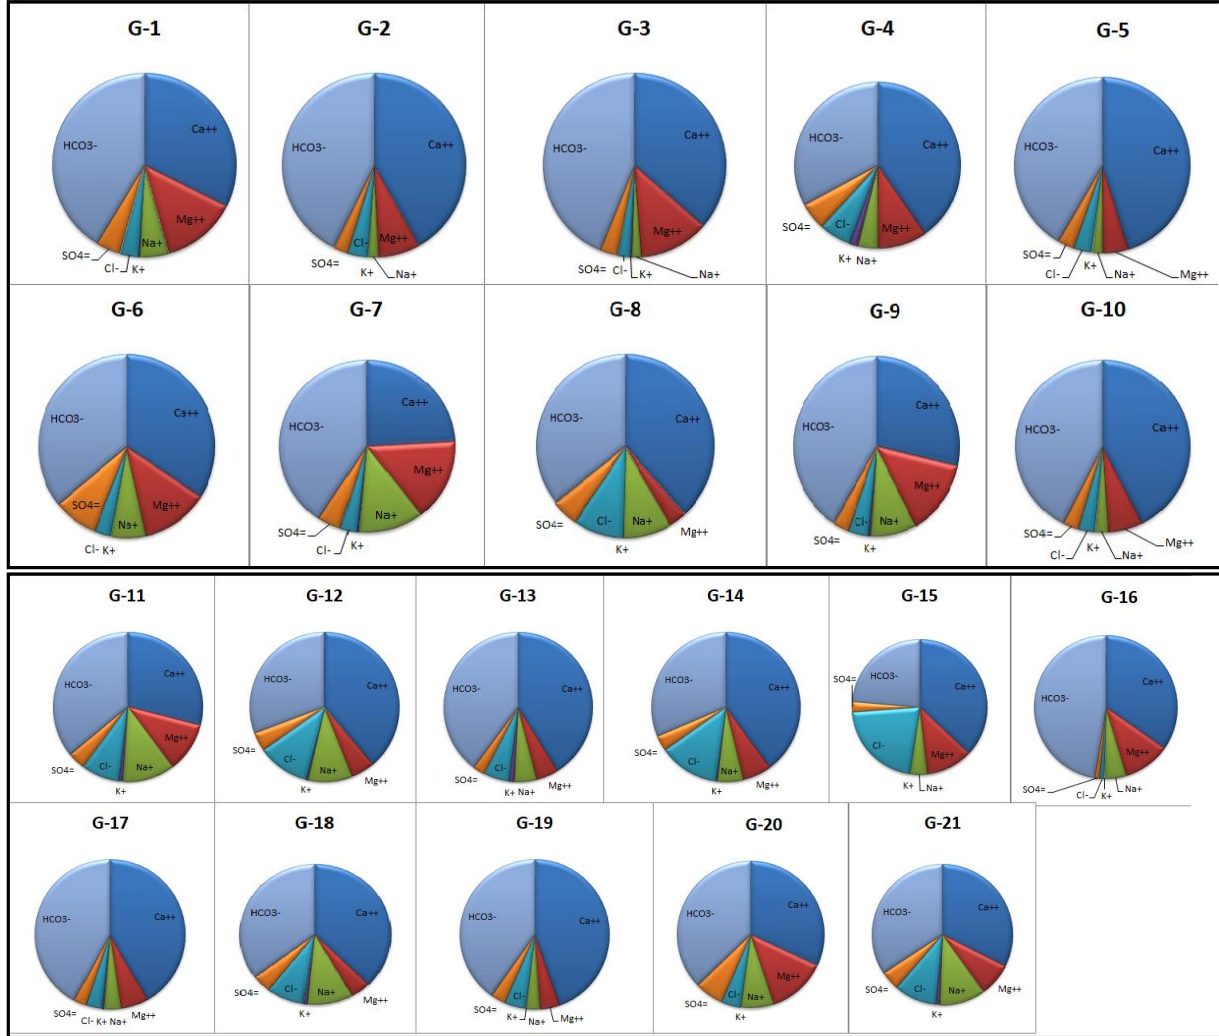 G-1
Ca++
HCO3-
Mg++
Na+
SO4=
Cl-
K+
G-2
Ca++
HCO3-
Mg++
Cl-
SO4=
K+
Na+
G-3
Ca++
HCO3-
Mg++
SO4=
Cl-
K+
Na+
G-4
HCO3-
Ca++
Cl-
SO4=
Mg++
K+
Na+
G-5
HCO3-
Ca++
SO4=
Cl-
K+
Na+
Mg++
G-6
Ca++
HCO3-
SO4=
Mg++
Na+
Cl-
K+
G-7
Ca++
HCO3-
Mg++
Na+
SO4=
Cl-
K+
G-8
HCO3-
Ca++
Cl-
Na+
SO4=
Mg++
K+
G-9
Ca++
HCO3-
Mg++
Na+
Cl-
SO4=
K+
G-10
HCO3-
Ca++
SO4=
Cl-
K+
Na+
Mg++
G-11
Ca++
HCO3-
Mg++
Cl-
Na+
SO4=
K+
G-12
Ca++
HCO3-
SO4=
Cl-
Na+
Mg++
K+
G-13
Ca++
HCO3-
Cl-
SO4=
Mg++
K+
Na+
G-14
Ca++
HCO3-
SO4=
Cl-
Na+
Mg++
K+
G-15
SO4=
HCO3-
Ca++
Cl-
Mg++
K+
Na+
G-16
Ca++
HCO3-
Mg++
SO4=
Cl-
K+
Na+
G-17
HCO3-
Ca++
SO4=
Cl-
K+
Na+
Mg++
G-18
HCO3-
Ca++
SO4=
Cl-
Na+
Mg++
K+
G-19
HCO3-
Ca++
Cl-
SO4=
K+
Na+
Mg++
G-20
HCO3-
Ca++
Mg++
Na+
Cl-
SO4=
K+
G-21
HCO3-
Ca++
Cl-
Na+
SO4=
Mg++
K+